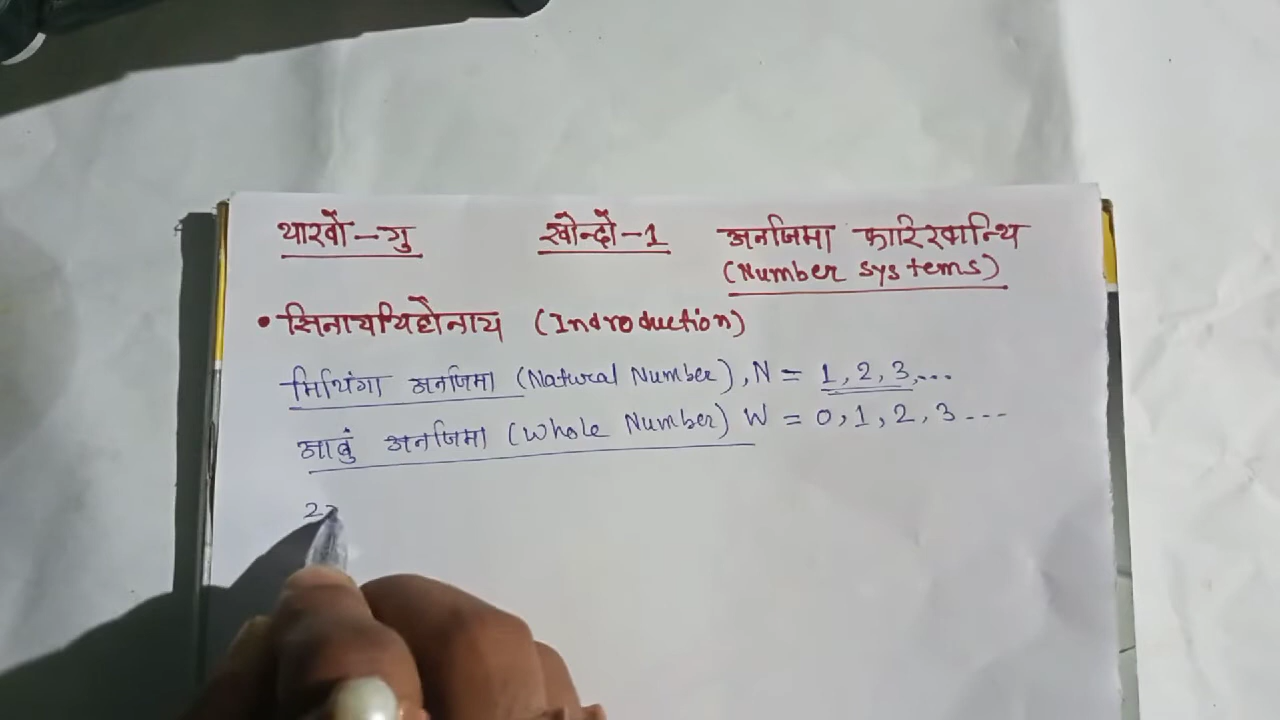 थाखो-गु खोन्दो-1 अनजिमा कारिखान्थि
(Number systems)
• सिनायथिहोनाय (Indroduction)
मिथिंगा अनजिमा (Natural Number), N = 1, 2, 3, ...
आबुं अनजिमा (Whole Number) W = 0, 1, 2, 3 ---